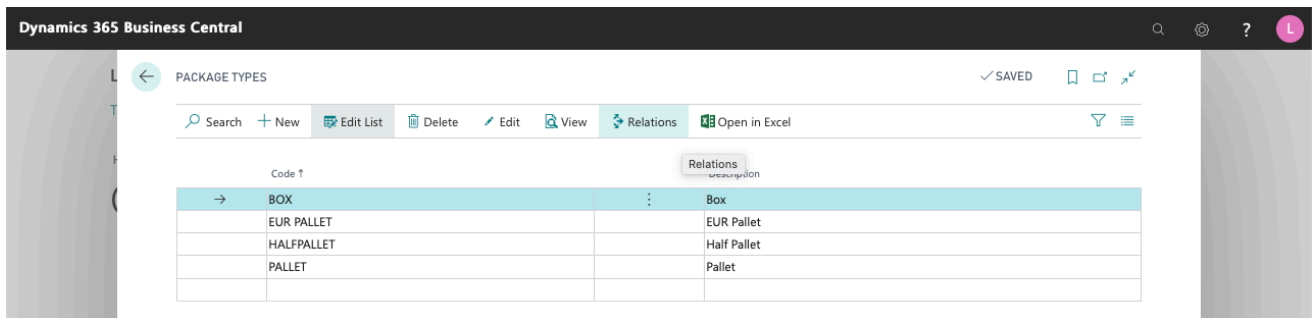 Dynamics 365 Business Central
?
L
PACKAGE TYPES
SAVED
Search New Edit List Delete Edit View Relations Open in Excel
Relations
Code ↑ Description
BOX Box
EUR PALLET EUR Pallet
HALFPALLET Half Pallet
PALLET Pallet